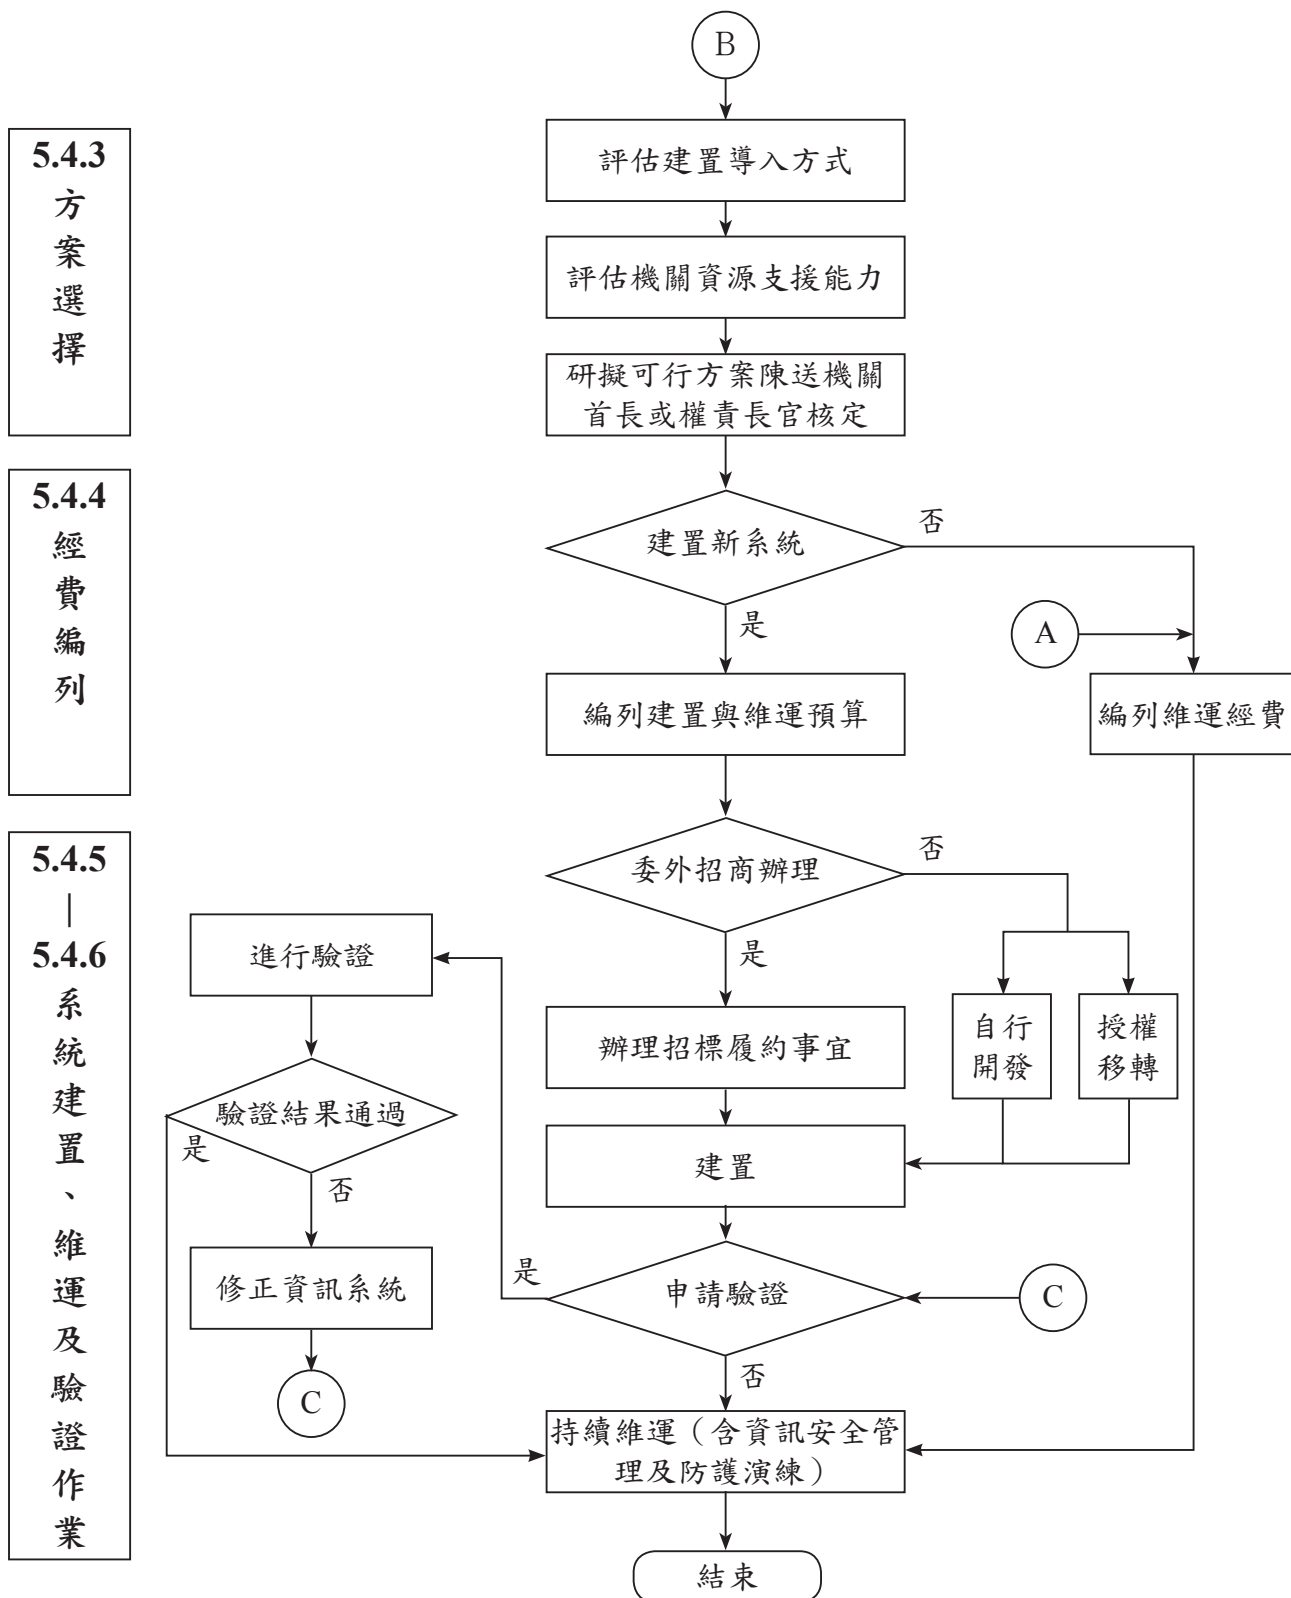 B
5.4.3
方
案
選
擇
評估建置導入方式
評估機關資源支援能力
研擬可行方案陳送機關
首長或權責長官核定
5.4.4
經
費
編
列
建置新系統
否
是
A
編列建置與維運預算
編列維運經費
5.4.5
|
5.4.6
系
統
建
置
、
維
運
及
驗
證
作
業
委外招商辦理
否
是
進行驗證
辦理招標履約事宜
自行
開發
授權
移轉
驗證結果通過
是
否
建置
修正資訊系統
是
申請驗證
C
否
C
持續維運（含資訊安全管
理及防護演練）
結束